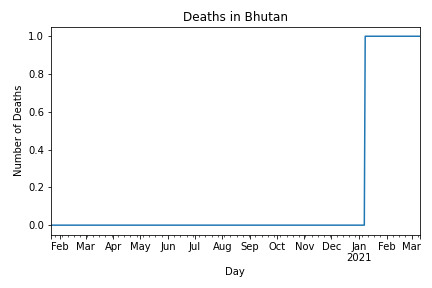 Deaths in Bhutan
Number of Deaths
1.0
0.8
0.6
0.4
0.2
0.0
Feb Mar Apr May Jun Jul Aug Sep Oct Nov Dec Jan Feb Mar
2021
Day